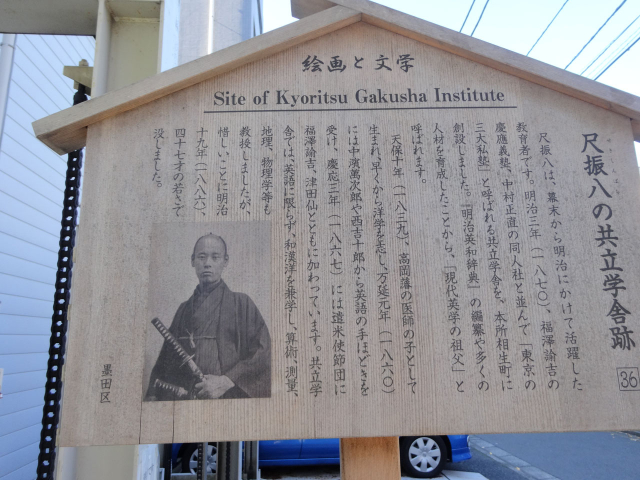 絵画と文学
Site of Kyoritsu Gakusha Institute
尺振八の共立学舎跡
36
尺振八は、幕末から明治にかけて活躍した
教育者です。明治三年（一八七〇）、福澤諭吉の
慶應義塾、中村正直の同人社と並んで「東京の
三大私塾」と呼ばれる共立学舎を、本所相生町に
創設しました。『明治英和辞典』の編纂や多くの
人材を育成したことから、「現代英学の祖父」と
呼ばれます。
天保十年（一八三九）、高岡藩の医師の子として
生まれ、早くから洋学を志し、万延元年（一八六〇）
には中濱萬次郎や西吉十郎から英語の手ほどきを
受け、慶応三年（一八六七）には遣米使節団に
福澤諭吉、津田仙とともに加わっています。共立学
舎では、英語に限らず、和漢洋を兼学し、算術、測量、
地理、物理学等も
教授しましたが、
惜しいことに明治
十九年（一八八六）、
四十七才の若さで
没しました。
墨田区